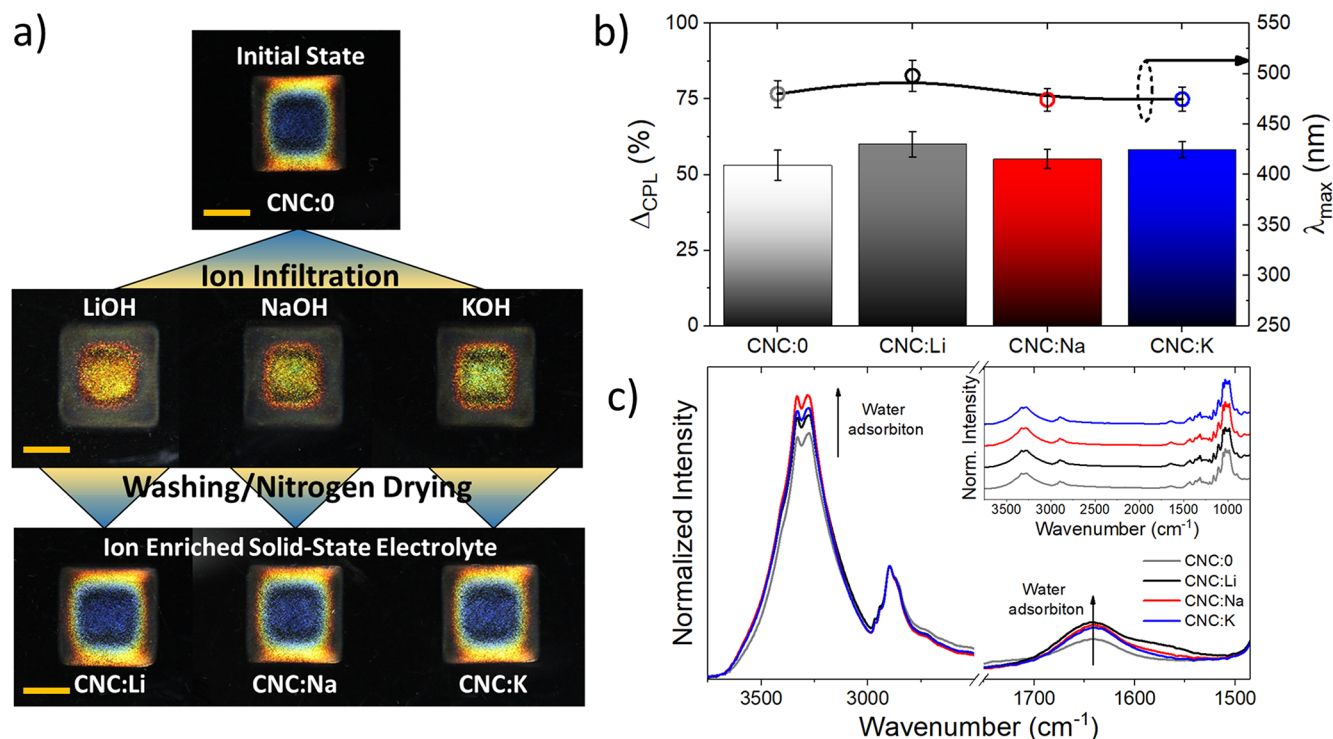 a)
Initial State
CNC:0
Ion Infiltration
LiOH NaOH KOH
Washing/Nitrogen Drying
Ion Enriched Solid-State Electrolyte
CNC:Li CNC:Na CNC:K
b)
100
75
50
25
0
ΔCPL (%)
550
500
450
400
350
300
250
λmax (nm)
CNC:0 CNC:Li CNC:Na CNC:K
c)
Normalized Intensity
Water
adsorbiton
Norm. Intensity
3500 3000 2500 2000 1500 1000
Wavenumber (cm-1)
CNC:0
CNC:Li
CNC:Na
CNC:K
Water
adsorbiton
3500 3000 1700 1600 1500
Wavenumber (cm-1)